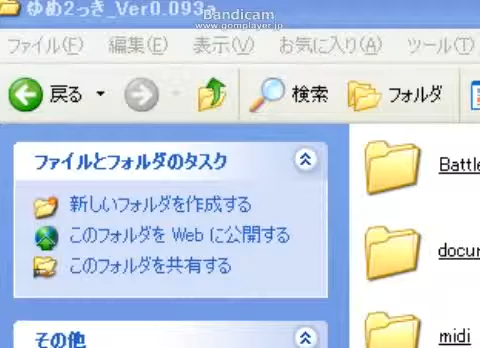 ゆめ2っき_Ver0.093a
Bandicam
www.gomplayer.jp
ファイル(F) 編集(E) 表示(V) お気に入り(A) ツール(T)
戻る 検索 フォルダ
ファイルとフォルダのタスク
新しいフォルダを作成する
このフォルダを Web に公開する
このフォルダを共有する
その他
Battle
docum
midi